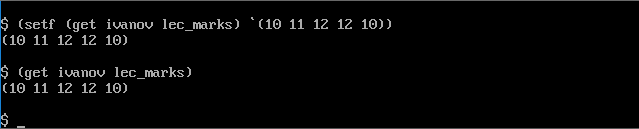 $ (setf (get ivanov lec_marks) `(10 11 12 12 10))
(10 11 12 12 10)
$ (get ivanov lec_marks)
(10 11 12 12 10)
$ _